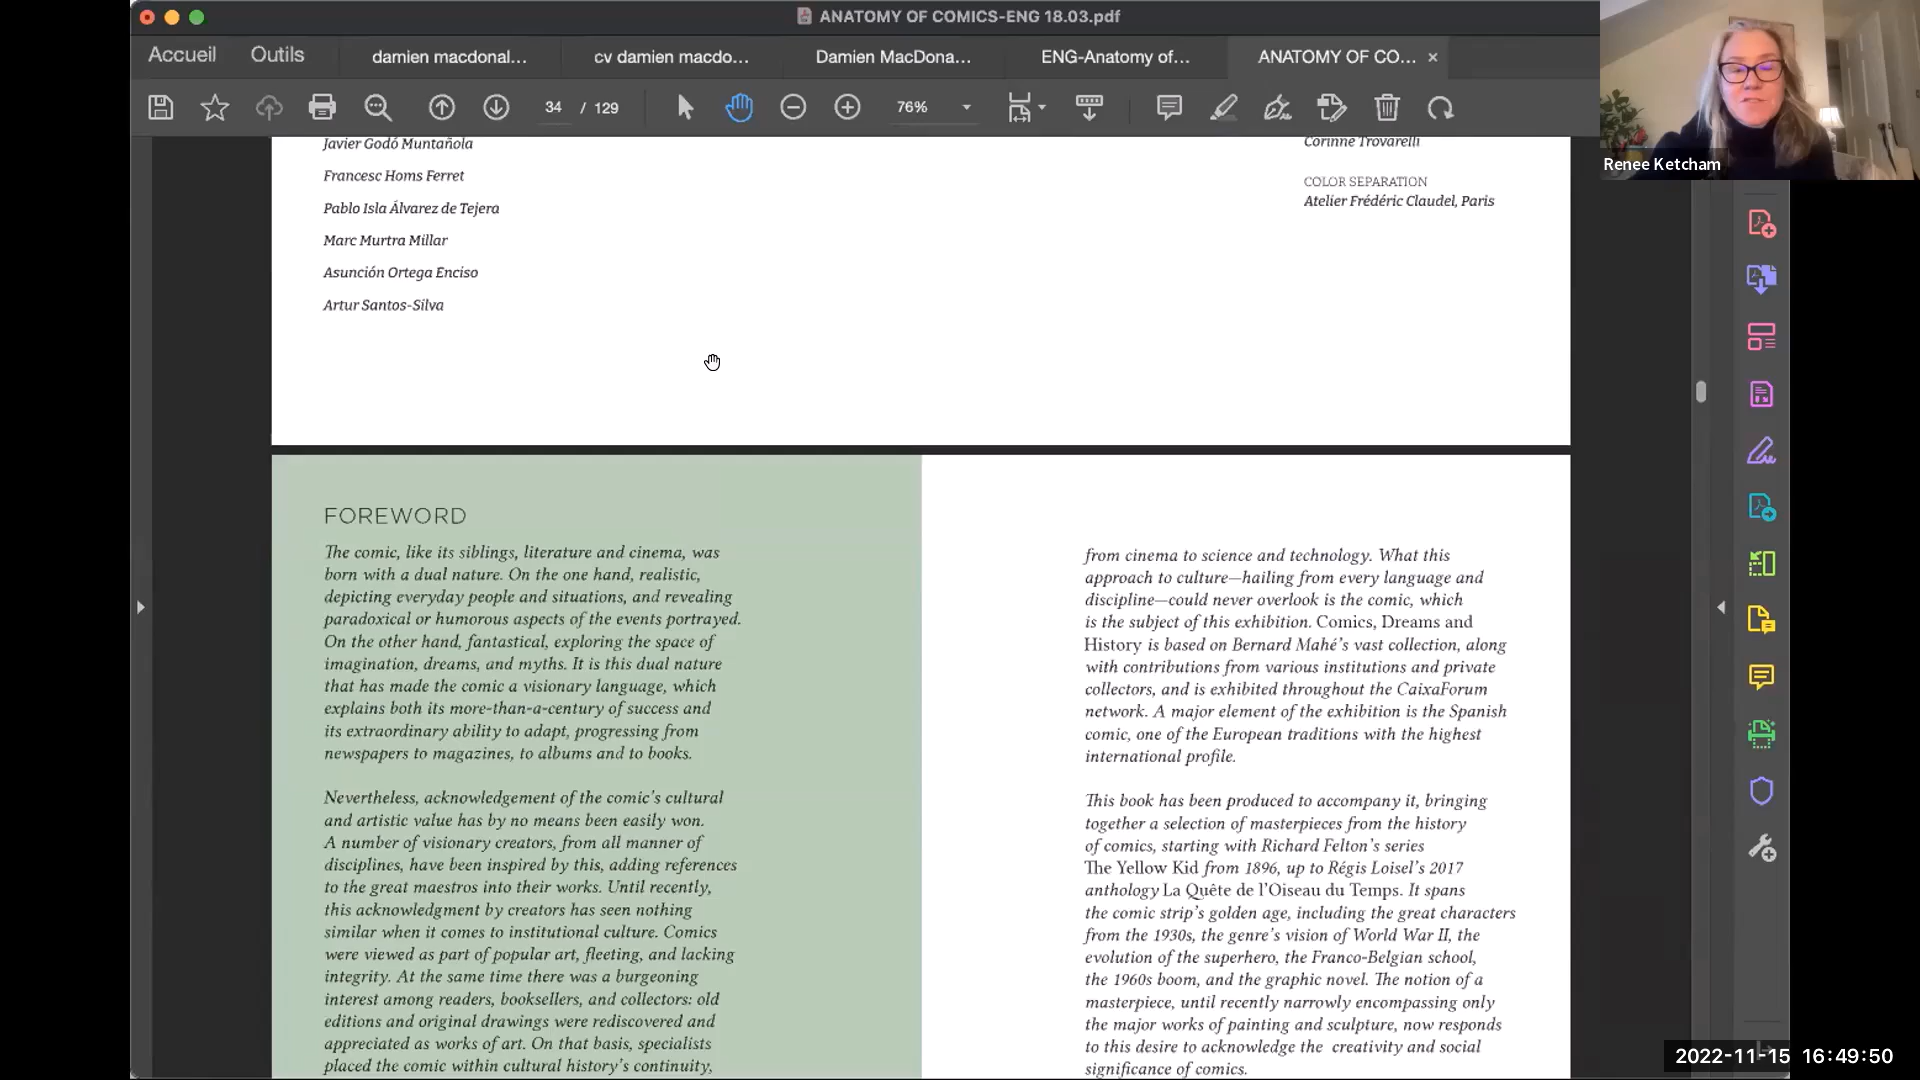 ANATOMY OF COMICS-ENG 18.03.pdf
Accueil
Outils
damien macdonal...
cv damien macdo...
Damien MacDona...
ENG-Anatomy of...
ANATOMY OF CO... ×
34 / 129
76%
Renee Ketcham
Javier Godó Muntañola
Francesc Homs Ferret
Pablo Isla Álvarez de Tejera
Marc Murtra Millar
Asunción Ortega Enciso
Artur Santos-Silva
Corinne Trovarelli
COLOR SEPARATION
Atelier Frédéric Claudel, Paris
FOREWORD
The comic, like its siblings, literature and cinema, was
born with a dual nature. On the one hand, realistic,
depicting everyday people and situations, and revealing
paradoxical or humorous aspects of the events portrayed.
On the other hand, fantastical, exploring the space of
imagination, dreams, and myths. It is this dual nature
that has made the comic a visionary language, which
explains both its more-than-a-century of success and
its extraordinary ability to adapt, progressing from
newspapers to magazines, to albums and to books.
Nevertheless, acknowledgement of the comic's cultural
and artistic value has by no means been easily won.
A number of visionary creators, from all manner of
disciplines, have been inspired by this, adding references
to the great maestros into their works. Until recently,
this acknowledgment by creators has seen nothing
similar when it comes to institutional culture. Comics
were viewed as part of popular art, fleeting, and lacking
integrity. At the same time there was a burgeoning
interest among readers, booksellers, and collectors: old
editions and original drawings were rediscovered and
appreciated as works of art. On that basis, specialists
placed the comic within cultural history's continuity,
from cinema to science and technology. What this
approach to culture—hailing from every language and
discipline—could never overlook is the comic, which
is the subject of this exhibition. Comics, Dreams and
History is based on Bernard Mahé's vast collection, along
with contributions from various institutions and private
collectors, and is exhibited throughout the CaixaForum
network. A major element of the exhibition is the Spanish
comic, one of the European traditions with the highest
international profile.
This book has been produced to accompany it, bringing
together a selection of masterpieces from the history
of comics, starting with Richard Felton's series
The Yellow Kid from 1896, up to Régis Loisel's 2017
anthology La Quête de l'Oiseau du Temps. It spans
the comic strip's golden age, including the great characters
from the 1930s, the genre's vision of World War II, the
evolution of the superhero, the Franco-Belgian school,
the 1960s boom, and the graphic novel. The notion of a
masterpiece, until recently narrowly encompassing only
the major works of painting and sculpture, now responds
to this desire to acknowledge the creativity and social
significance of comics.
2022-11-15 16:49:50